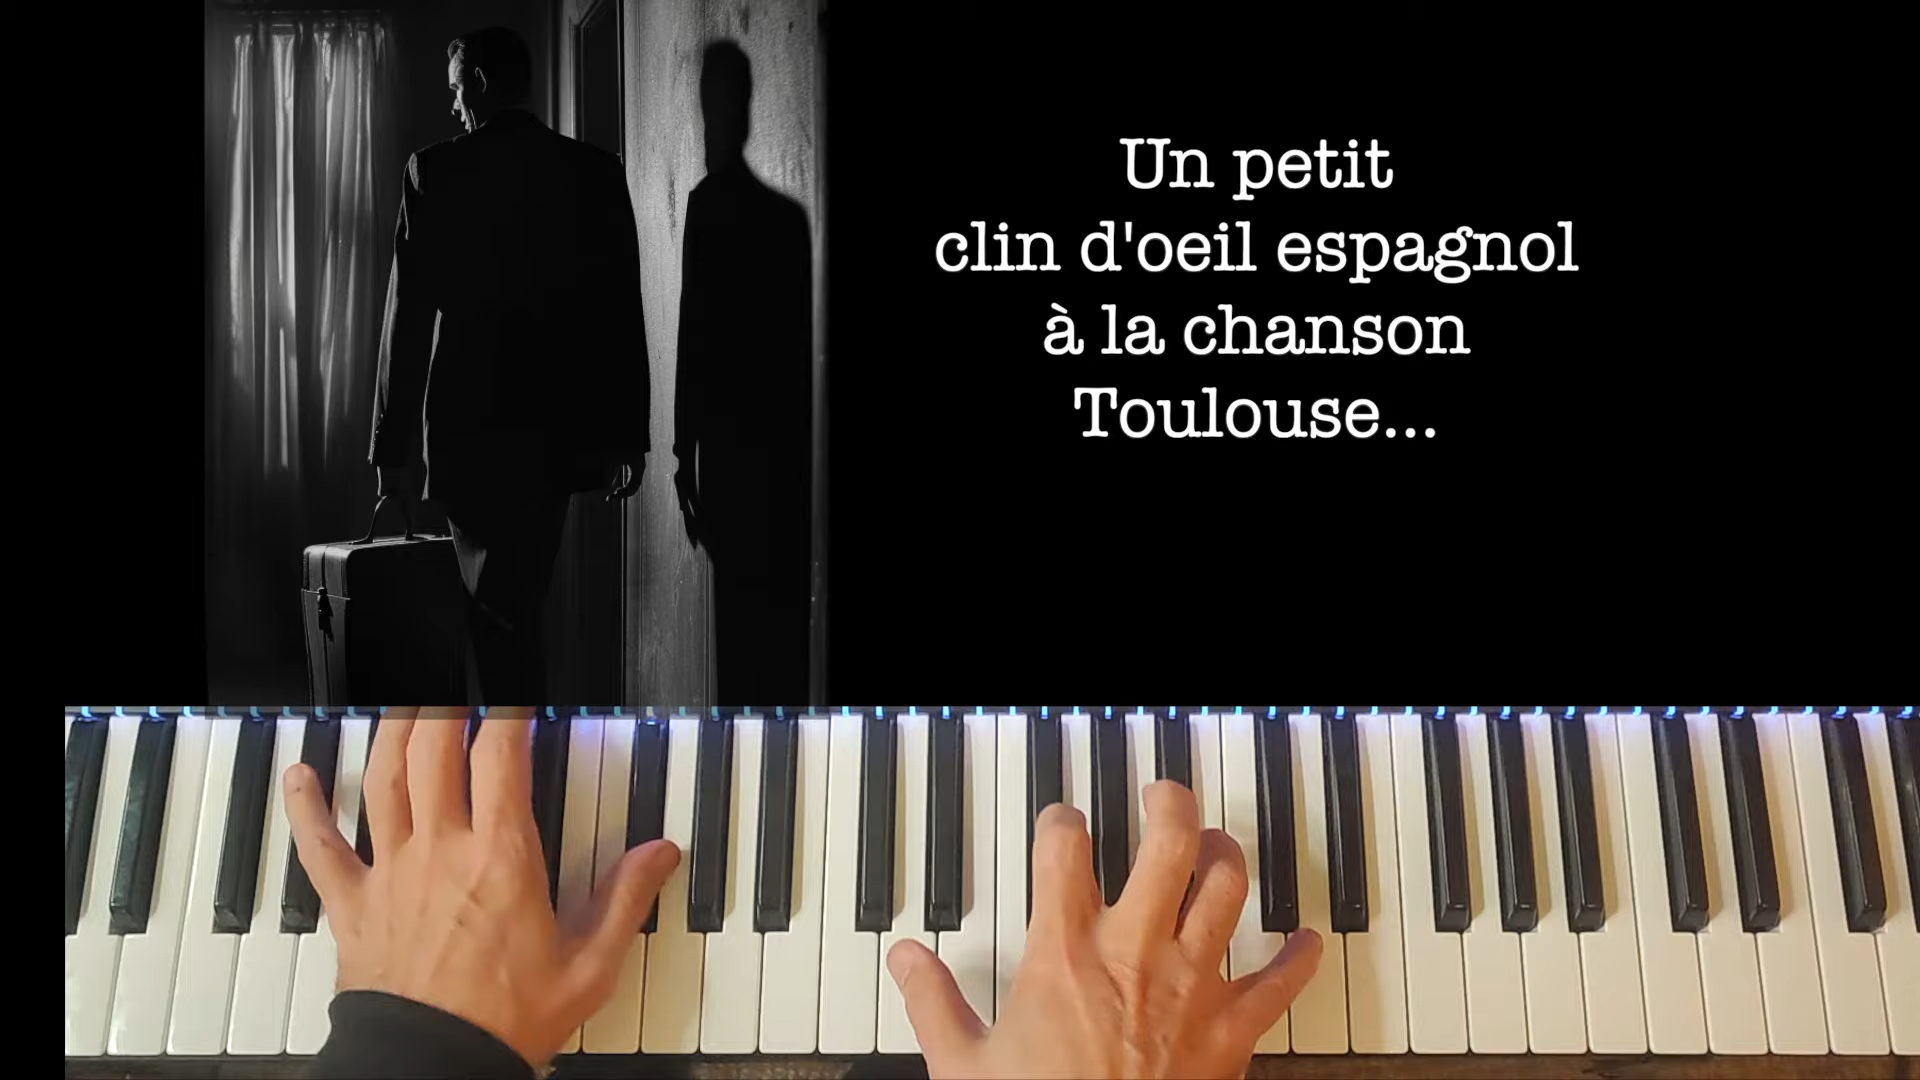 Un petit
clin d'oeil espagnol
à la chanson
Toulouse...